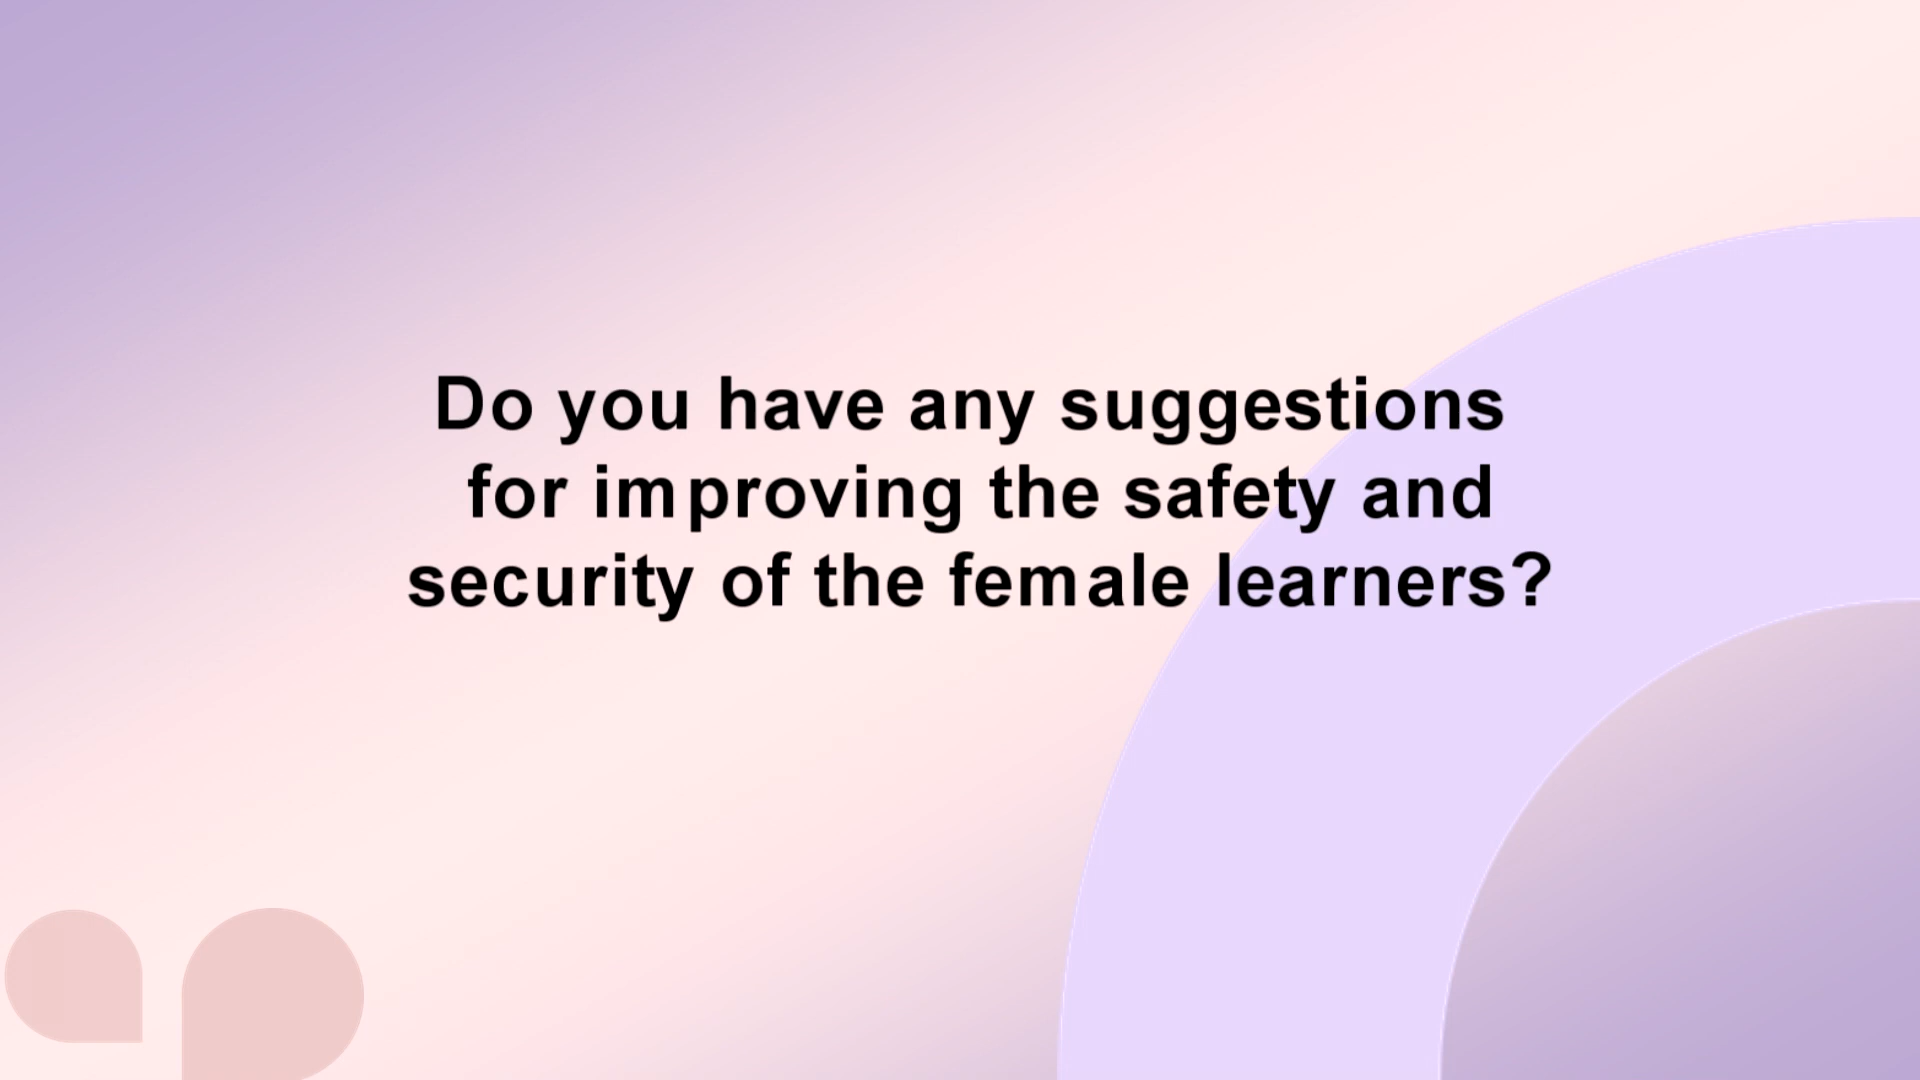 Do you have any suggestions
for improving the safety and
security of the female learners?